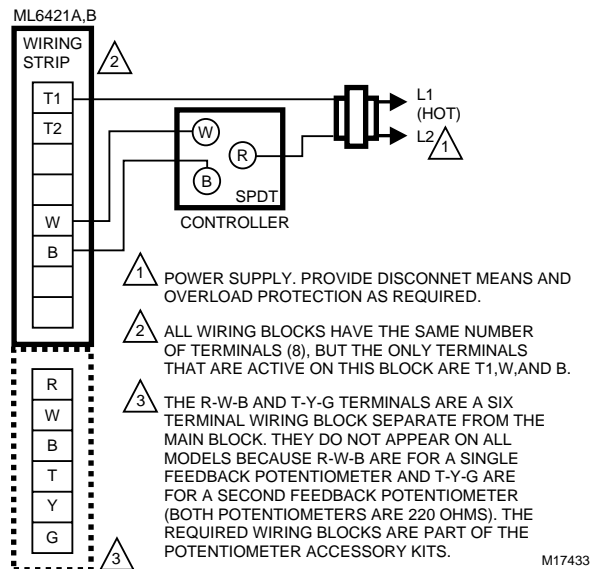 ML6421A,B
WIRING
STRIP
2
T1
T2
W
B
W
R
B
SPDT
CONTROLLER
L1
(HOT)
L2
1
1
POWER SUPPLY. PROVIDE DISCONNET MEANS AND
OVERLOAD PROTECTION AS REQUIRED.
2
ALL WIRING BLOCKS HAVE THE SAME NUMBER
OF TERMINALS (8), BUT THE ONLY TERMINALS
THAT ARE ACTIVE ON THIS BLOCK ARE T1,W,AND B.
3
THE R-W-B AND T-Y-G TERMINALS ARE A SIX
TERMINAL WIRING BLOCK SEPARATE FROM THE
MAIN BLOCK. THEY DO NOT APPEAR ON ALL
MODELS BECAUSE R-W-B ARE FOR A SINGLE
FEEDBACK POTENTIOMETER AND T-Y-G ARE
FOR A SECOND FEEDBACK POTENTIOMETER
(BOTH POTENTIOMETERS ARE 220 OHMS). THE
REQUIRED WIRING BLOCKS ARE PART OF THE
POTENTIOMETER ACCESSORY KITS.
R
W
B
T
Y
G
3
M17433